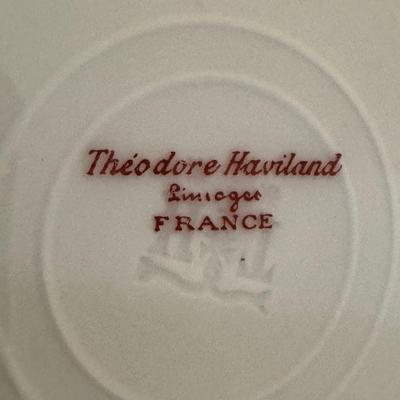 Théodore Haviland
Limoges
FRANCE